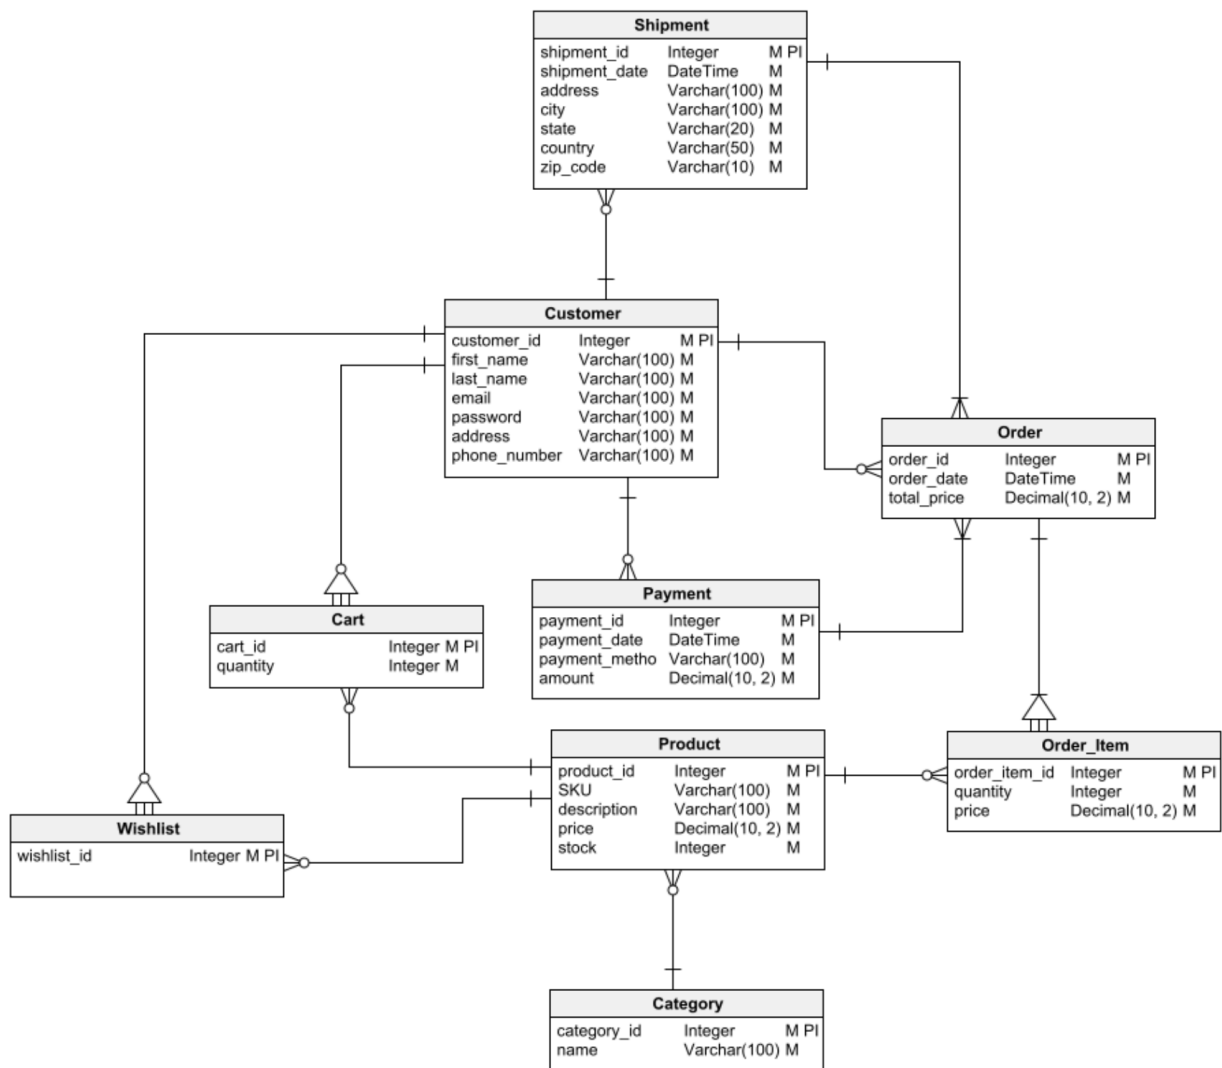 Shipment
shipment_id Integer M PI
shipment_date DateTime M
address Varchar(100) M
city Varchar(100) M
state Varchar(20) M
country Varchar(50) M
zip_code Varchar(10) M
Customer
customer_id Integer M PI
first_name Varchar(100) M
last_name Varchar(100) M
email Varchar(100) M
password Varchar(100) M
address Varchar(100) M
phone_number Varchar(100) M
Order
order_id Integer M PI
order_date DateTime M
total_price Decimal(10, 2) M
Payment
payment_id Integer M PI
payment_date DateTime M
payment_metho Varchar(100) M
amount Decimal(10, 2) M
Cart
cart_id Integer M PI
quantity Integer M
Product
product_id Integer M PI
SKU Varchar(100) M
description Varchar(100) M
price Decimal(10, 2) M
stock Integer M
Order_Item
order_item_id Integer M PI
quantity Integer M
price Decimal(10, 2) M
Wishlist
wishlist_id Integer M PI
Category
category_id Integer M PI
name Varchar(100) M